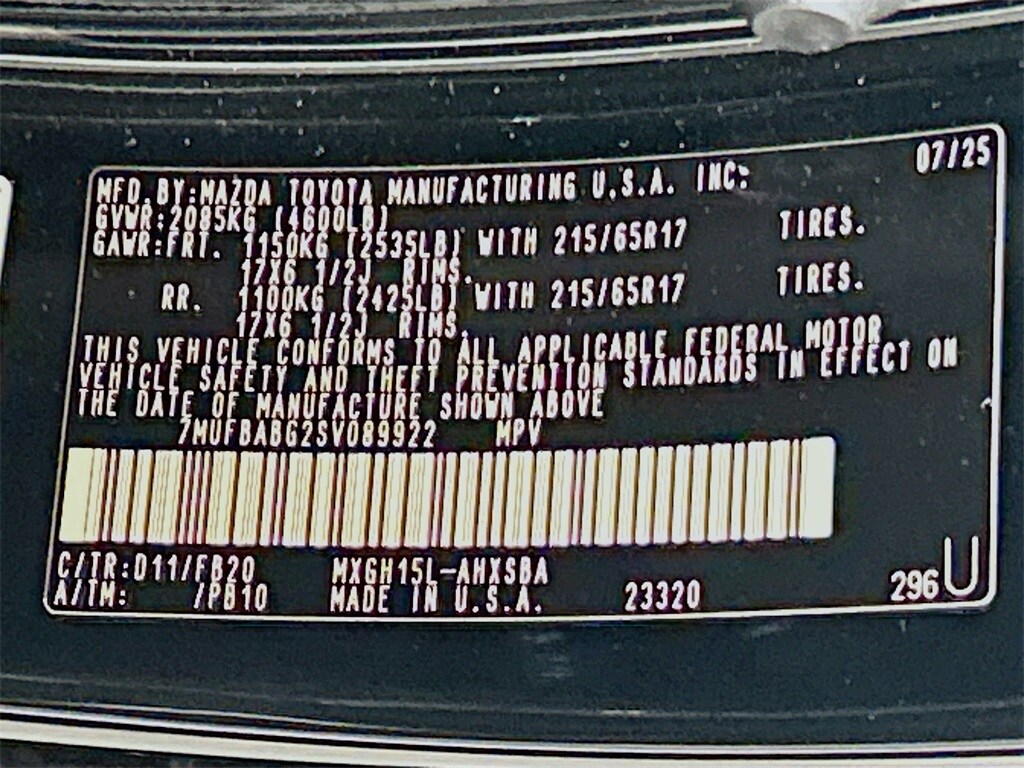 07/25
MFD.BY:MAZDA TOYOTA MANUFACTURING U.S.A. INC:
GVWR:2085KG (4600LB)
GAWR:FRT. 1150KG (2535LB) WITH 215/65R17 TIRES.
17X6 1/2J RIMS.
RR. 1100KG (2425LB) WITH 215/65R17 TIRES.
17X6 1/2J RIMS.
THIS VEHICLE CONFORMS TO ALL APPLICABLE FEDERAL MOTOR
VEHICLE SAFETY AND THEFT PREVENTION STANDARDS IN EFFECT ON
THE DATE OF MANUFACTURE SHOWN ABOVE
7MUFBABG2SV089922 MPV
C/TR:D11/FB20 MXGH15L-AHXSBA
A/TM: /PB10 MADE IN U.S.A. 23320
296 U